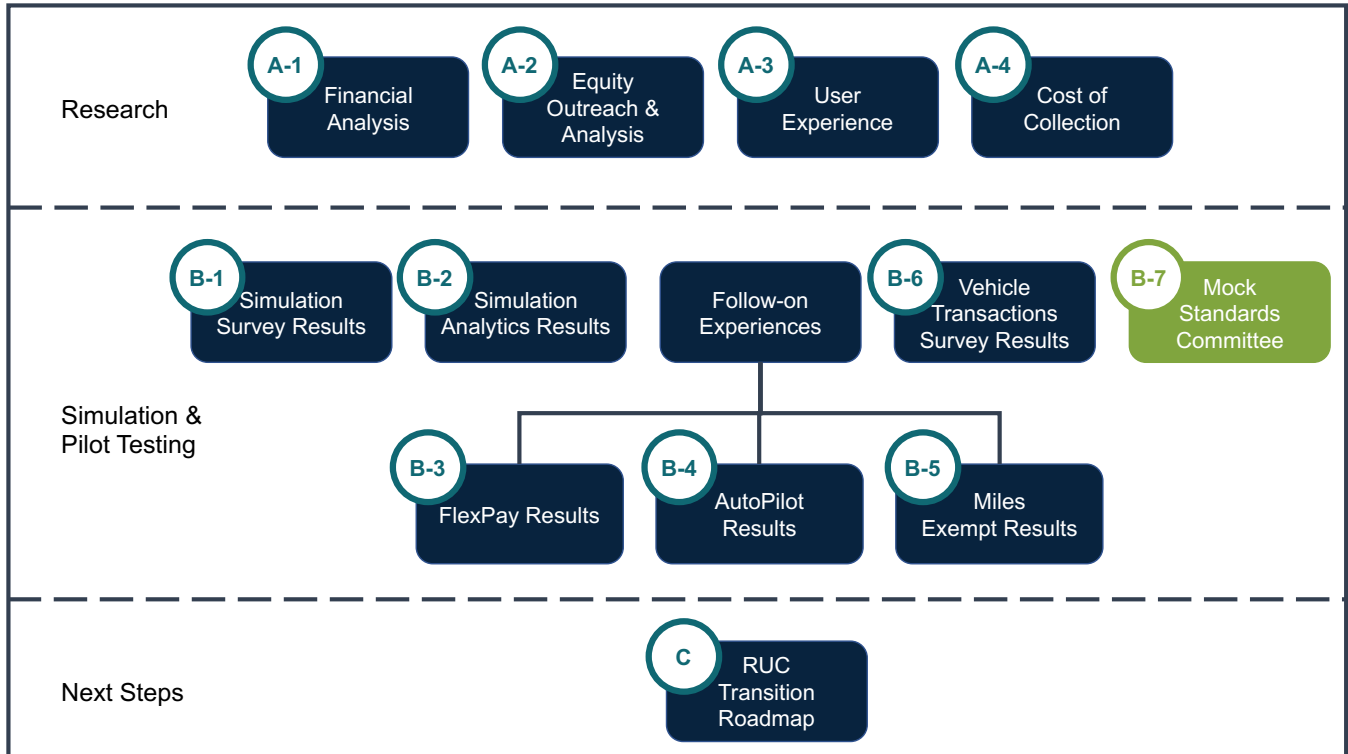 Research
A-1
Financial
Analysis
A-2
Equity
Outreach &
Analysis
A-3
User
Experience
A-4
Cost of
Collection
Simulation &
Pilot Testing
B-1
Simulation
Survey Results
B-2
Simulation
Analytics Results
Follow-on
Experiences
B-6
Vehicle
Transactions
Survey Results
B-7
Mock
Standards
Committee
B-3
FlexPay Results
B-4
AutoPilot
Results
B-5
Miles
Exempt Results
Next Steps
C
RUC
Transition
Roadmap